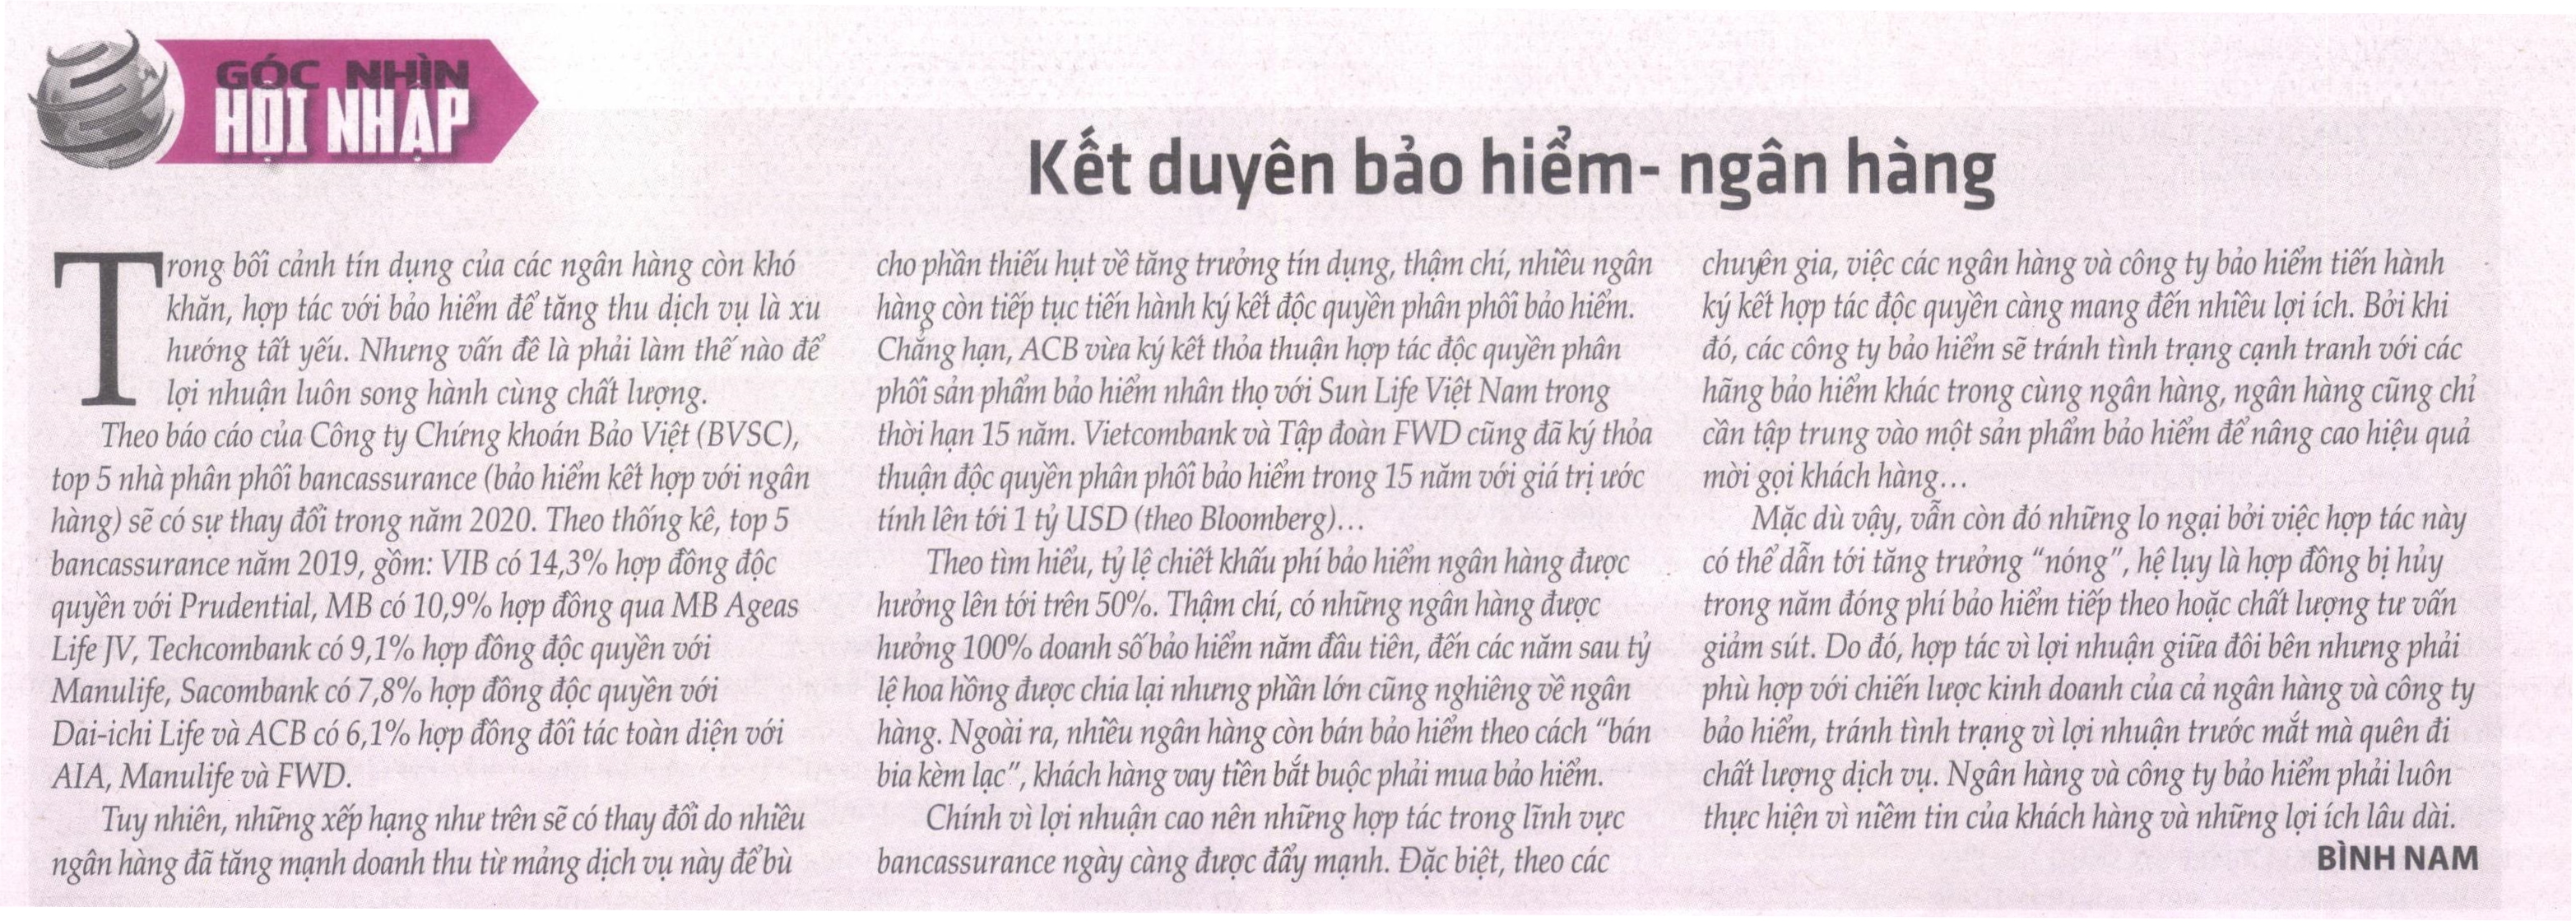 GÓC NHÌN
HỘI NHẬP
Kết duyên bảo hiểm- ngân hàng
Trong bối cảnh tín dụng của các ngân hàng còn khó
khăn, hợp tác với bảo hiểm để tăng thu dịch vụ là xu
hướng tất yếu. Nhưng vấn đề là phải làm thế nào để
lợi nhuận luôn song hành cùng chất lượng.
Theo báo cáo của Công ty Chứng khoán Bảo Việt (BVSC),
top 5 nhà phân phối bancassurance (bảo hiểm kết hợp với ngân
hàng) sẽ có sự thay đổi trong năm 2020. Theo thống kê, top 5
bancassurance năm 2019, gồm: VIB có 14,3% hợp đồng độc
quyền với Prudential, MB có 10,9% hợp đồng qua MB Ageas
Life JV, Techcombank có 9,1% hợp đồng độc quyền với
Manulife, Sacombank có 7,8% hợp đồng độc quyền với
Dai-ichi Life và ACB có 6,1% hợp đồng đối tác toàn diện với
AIA, Manulife và FWD.
Tuy nhiên, những xếp hạng như trên sẽ có thay đổi do nhiều
ngân hàng đã tăng mạnh doanh thu từ mảng dịch vụ này để bù
cho phần thiếu hụt về tăng trưởng tín dụng, thậm chí, nhiều ngân
hàng còn tiếp tục tiến hành ký kết độc quyền phân phối bảo hiểm.
Chẳng hạn, ACB vừa ký kết thỏa thuận hợp tác độc quyền phân
phối sản phẩm bảo hiểm nhân thọ với Sun Life Việt Nam trong
thời hạn 15 năm. Vietcombank và Tập đoàn FWD cũng đã ký thỏa
thuận độc quyền phân phối bảo hiểm trong 15 năm với giá trị ước
tính lên tới 1 tỷ USD (theo Bloomberg)...
Theo tìm hiểu, tỷ lệ chiết khấu phí bảo hiểm ngân hàng được
hưởng lên tới trên 50%. Thậm chí, có những ngân hàng được
hưởng 100% doanh số bảo hiểm năm đầu tiên, đến các năm sau tỷ
lệ hoa hồng được chia lại nhưng phần lớn cũng nghiêng về ngân
hàng. Ngoài ra, nhiều ngân hàng còn bán bảo hiểm theo cách “bán
bia kèm lạc”, khách hàng vay tiền bắt buộc phải mua bảo hiểm.
Chính vì lợi nhuận cao nên những hợp tác trong lĩnh vực
bancassurance ngày càng được đẩy mạnh. Đặc biệt, theo các
chuyên gia, việc các ngân hàng và công ty bảo hiểm tiến hành
ký kết hợp tác độc quyền càng mang đến nhiều lợi ích. Bởi khi
đó, các công ty bảo hiểm sẽ tránh tình trạng cạnh tranh với các
hãng bảo hiểm khác trong cùng ngân hàng, ngân hàng cũng chỉ
cần tập trung vào một sản phẩm bảo hiểm để nâng cao hiệu quả
mời gọi khách hàng...
Mặc dù vậy, vẫn còn đó những lo ngại bởi việc hợp tác này
có thể dẫn tới tăng trưởng “nóng”, hệ lụy là hợp đồng bị hủy
trong năm đóng phí bảo hiểm tiếp theo hoặc chất lượng tư vấn
giảm sút. Do đó, hợp tác vì lợi nhuận giữa đôi bên nhưng phải
phù hợp với chiến lược kinh doanh của cả ngân hàng và công ty
bảo hiểm, tránh tình trạng vì lợi nhuận trước mắt mà quên đi
chất lượng dịch vụ. Ngân hàng và công ty bảo hiểm phải luôn
thực hiện vì niềm tin của khách hàng và những lợi ích lâu dài.
BÌNH NAM